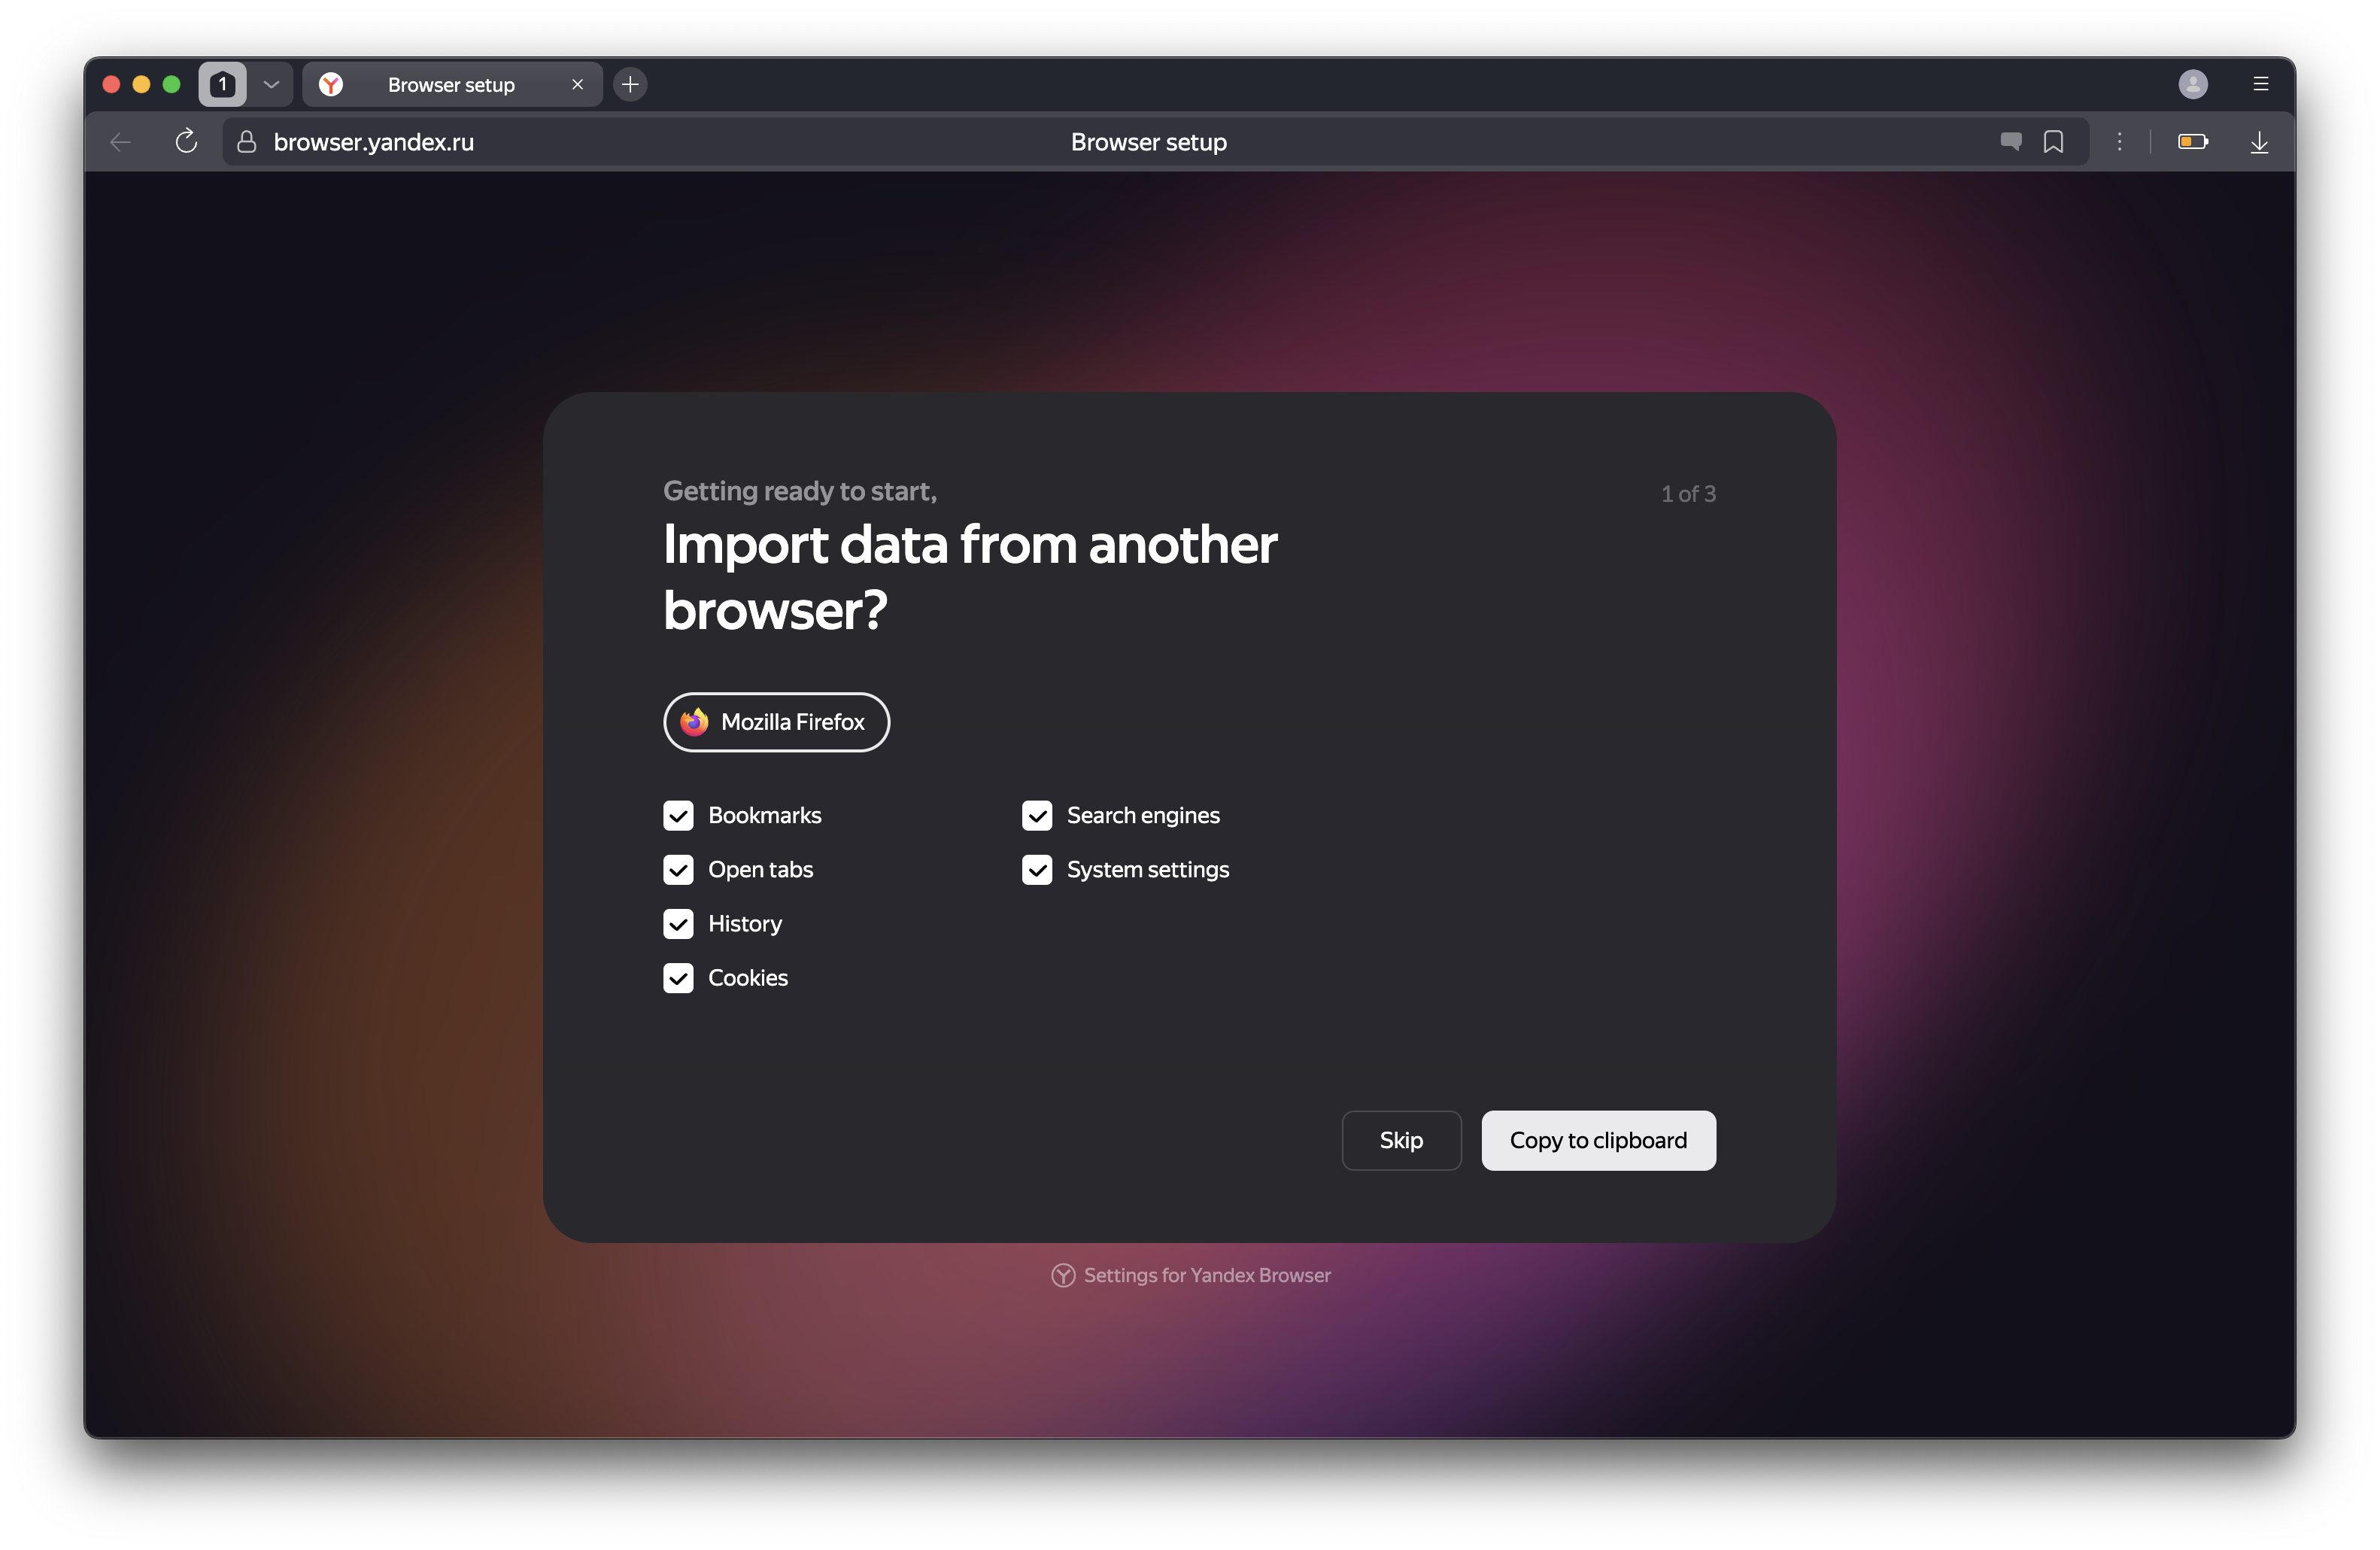 1
Browser setup
browser.yandex.ru
Browser setup
Getting ready to start,
1 of 3
Import data from another
browser?
Mozilla Firefox
Bookmarks
Search engines
Open tabs
System settings
History
Cookies
Skip
Copy to clipboard
Settings for Yandex Browser